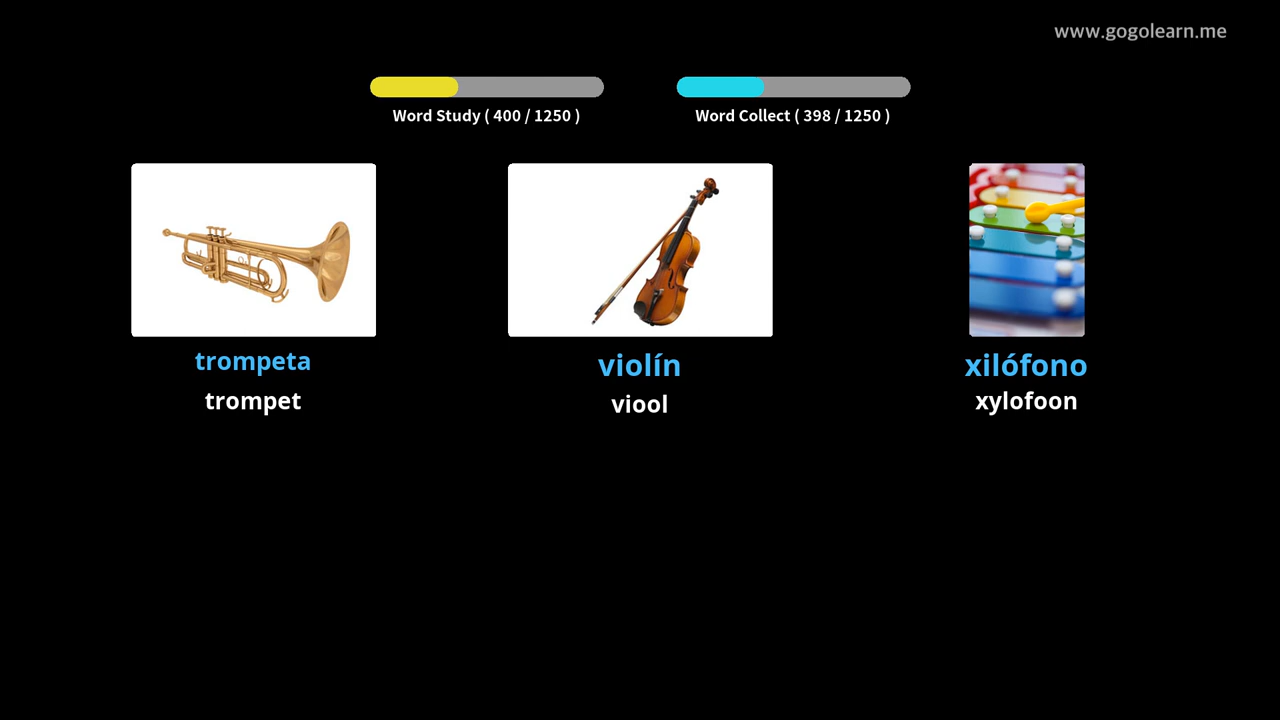 www.gogolearn.me
Word Study ( 400 / 1250 )
Word Collect ( 398 / 1250 )
trompeta
trompet
violín
viool
xilófono
xylofoon